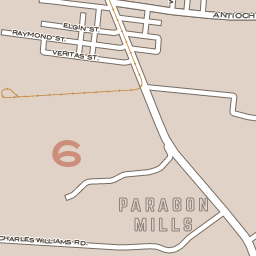 ANTIOCH
ELGIN ST.
RAYMOND ST.
VERITAS ST.
6
PARAGON
MILLS
CHARLES WILLIAMS RD.